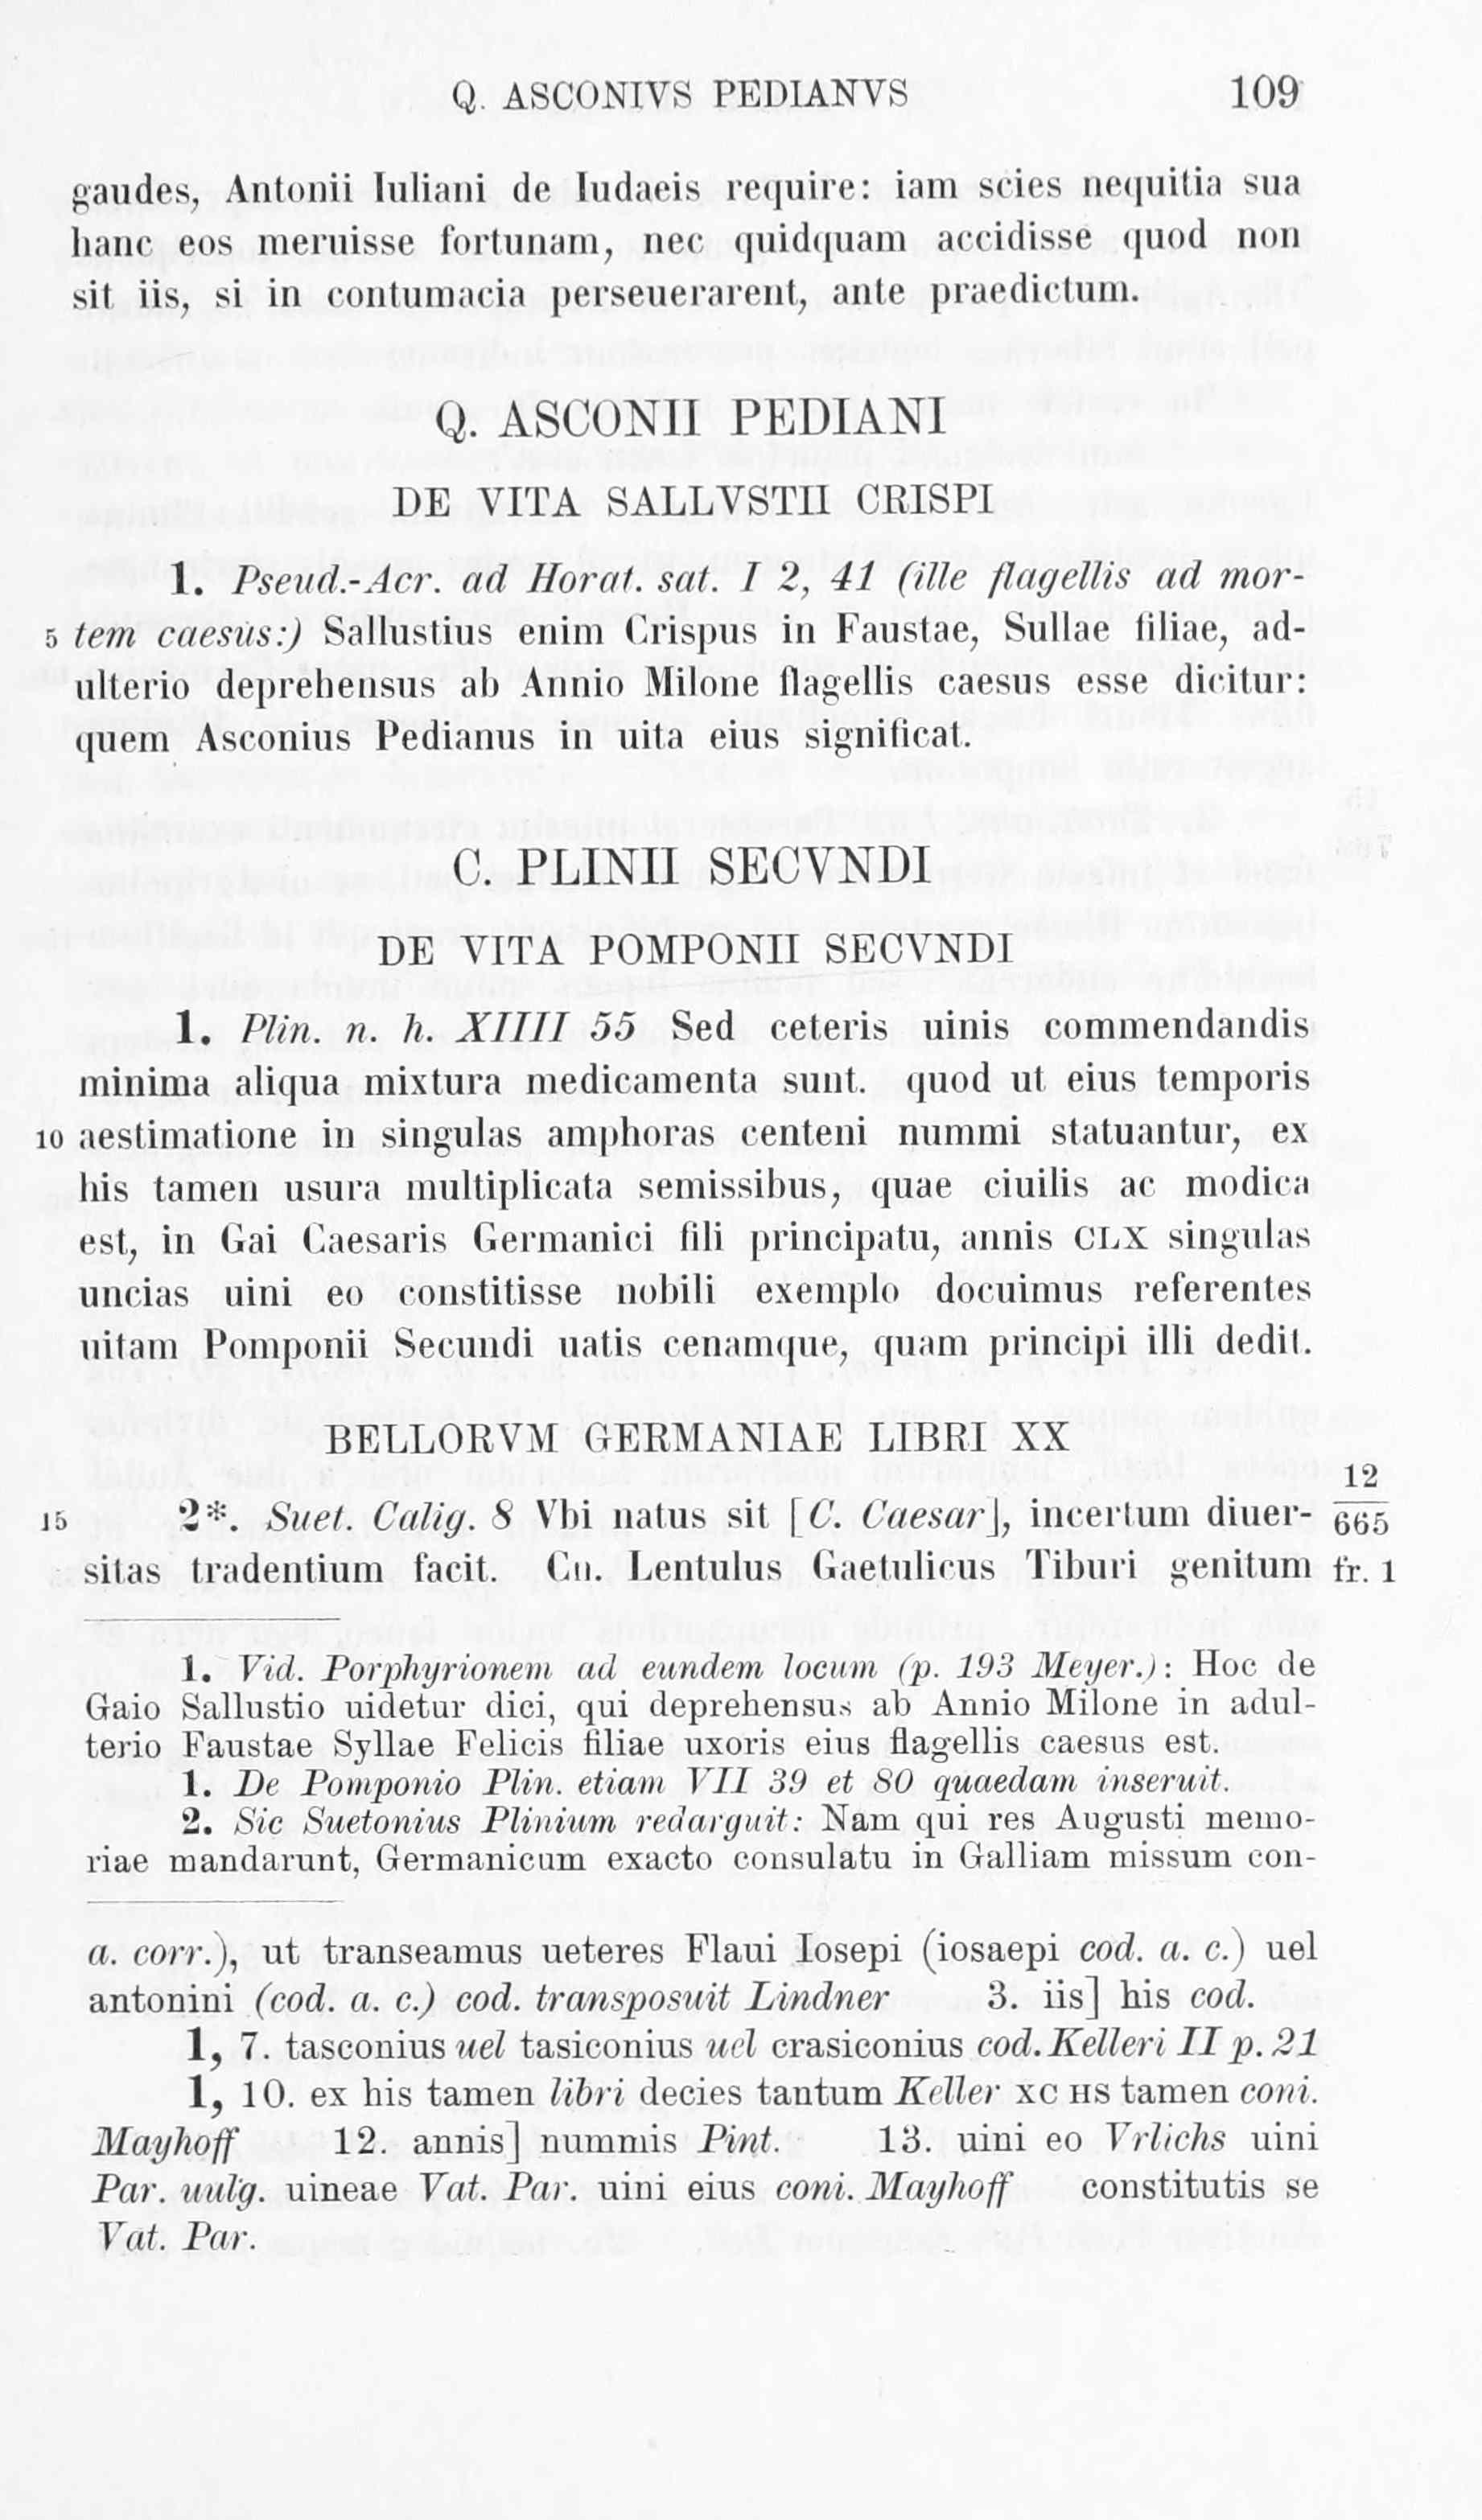 Q. ASCONIVS PEDIANVS 109
gaudes, Antonii Iuliani de Iudaeis require: iam scies nequitia sua
hanc eos meruisse fortunam, nec quidquam accidisse quod non
sit iis, si in contumacia perseuerarent, ante praedictum.
Q. ASCONII PEDIANI
DE VITA SALLVSTII CRISPI
1. Pseud.-Acr. ad Horat. sat. I 2, 41 (ille flagellis ad mor-
5 tem caesus:) Sallustius enim Crispus in Faustae, Sullae filiae, ad-
ulterio deprehensus ab Annio Milone flagellis caesus esse dicitur:
quem Asconius Pedianus in uita eius significat.
C. PLINII SECVNDI
DE VITA POMPONII SECVNDI
1. Plin. n. h. XIIII 55 Sed ceteris uinis commendandis
minima aliqua mixtura medicamenta sunt. quod ut eius temporis
10 aestimatione in singulas amphoras centeni nummi statuantur, ex
his tamen usura multiplicata semissibus, quae ciuilis ac modica
est, in Gai Caesaris Germanici fili principatu, annis CLX singulas
uncias uini eo constitisse nobili exemplo docuimus referentes
uitam Pomponii Secundi uatis cenamque, quam principi illi dedit.
BELLORVM GERMANIAE LIBRI XX
12
15 2*. Suet. Calig. 8 Vbi natus sit [C. Caesar], incertum diuer- 665
sitas tradentium facit. Cn. Lentulus Gaetulicus Tiburi genitum fr. 1
1. Vid. Porphyrionem ad eundem locum (p. 193 Meyer.): Hoc de
Gaio Sallustio uidetur dici, qui deprehensus ab Annio Milone in adul-
terio Faustae Syllae Felicis filiae uxoris eius flagellis caesus est.
1. De Pomponio Plin. etiam VII 39 et 80 quaedam inseruit.
2. Sic Suetonius Plinium redarguit: Nam qui res Augusti memo-
riae mandarunt, Germanicum exacto consulatu in Galliam missum con-
a. corr.), ut transeamus ueteres Flaui Iosepi (iosaepi cod. a. c.) uel
antonini (cod. a. c.) cod. transposuit Lindner 3. iis] his cod.
1, 7. tasconius uel tasiconius uel crasiconius cod. Kelleri II p. 21
1, 10. ex his tamen libri decies tantum Keller XC HS tamen coni.
Mayhoff 12. annis] nummis Pint. 13. uini eo Vrlichs uini
Par. uulg. uineae Vat. Par. uini eius coni. Mayhoff constitutis se
Vat. Par.